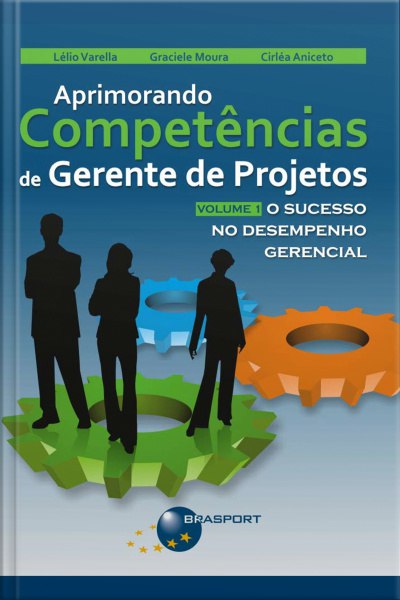 Lélio Varella Graciele Moura Cirléa Aniceto
Aprimorando
Competências
de Gerente de Projetos
VOLUME 1 O SUCESSO
NO DESEMPENHO
GERENCIAL
BRASPORT